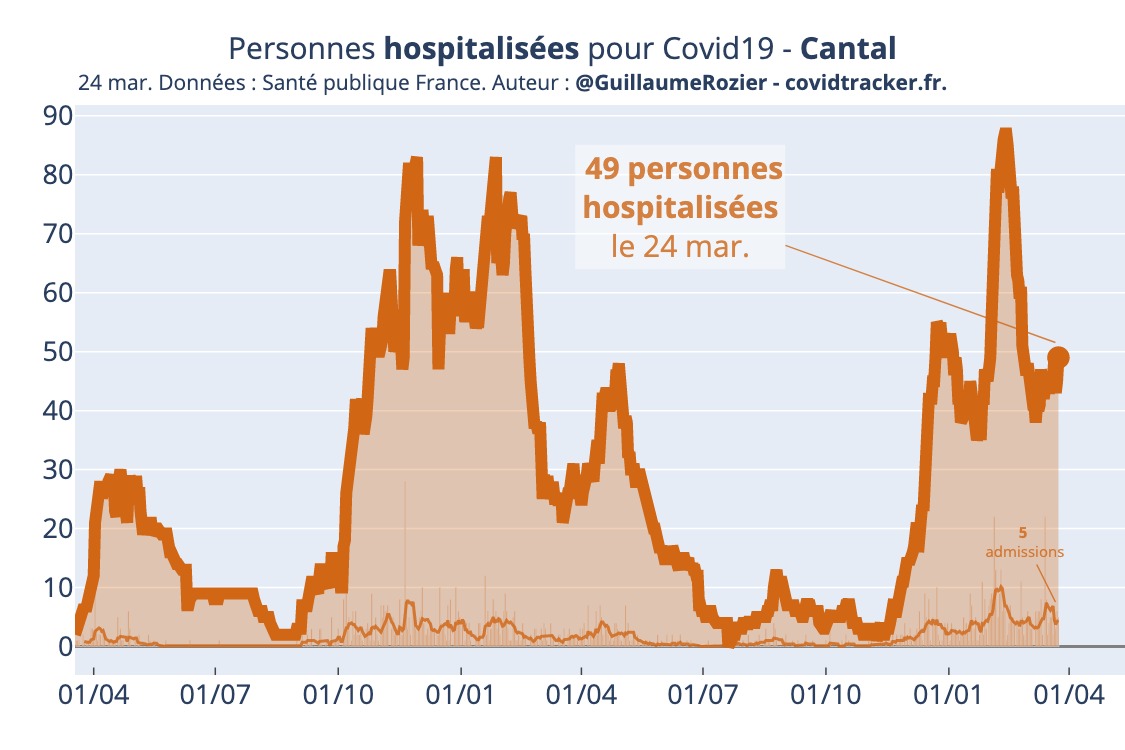 Personnes hospitalisées pour Covid19 - Cantal
24 mar. Données : Santé publique France. Auteur : @GuillaumeRozier - covidtracker.fr.
90
80
70
60
50
40
30
20
10
0
49 personnes
hospitalisées
le 24 mar.
5
admissions
01/04 01/07 01/10 01/01 01/04 01/07 01/10 01/01 01/04